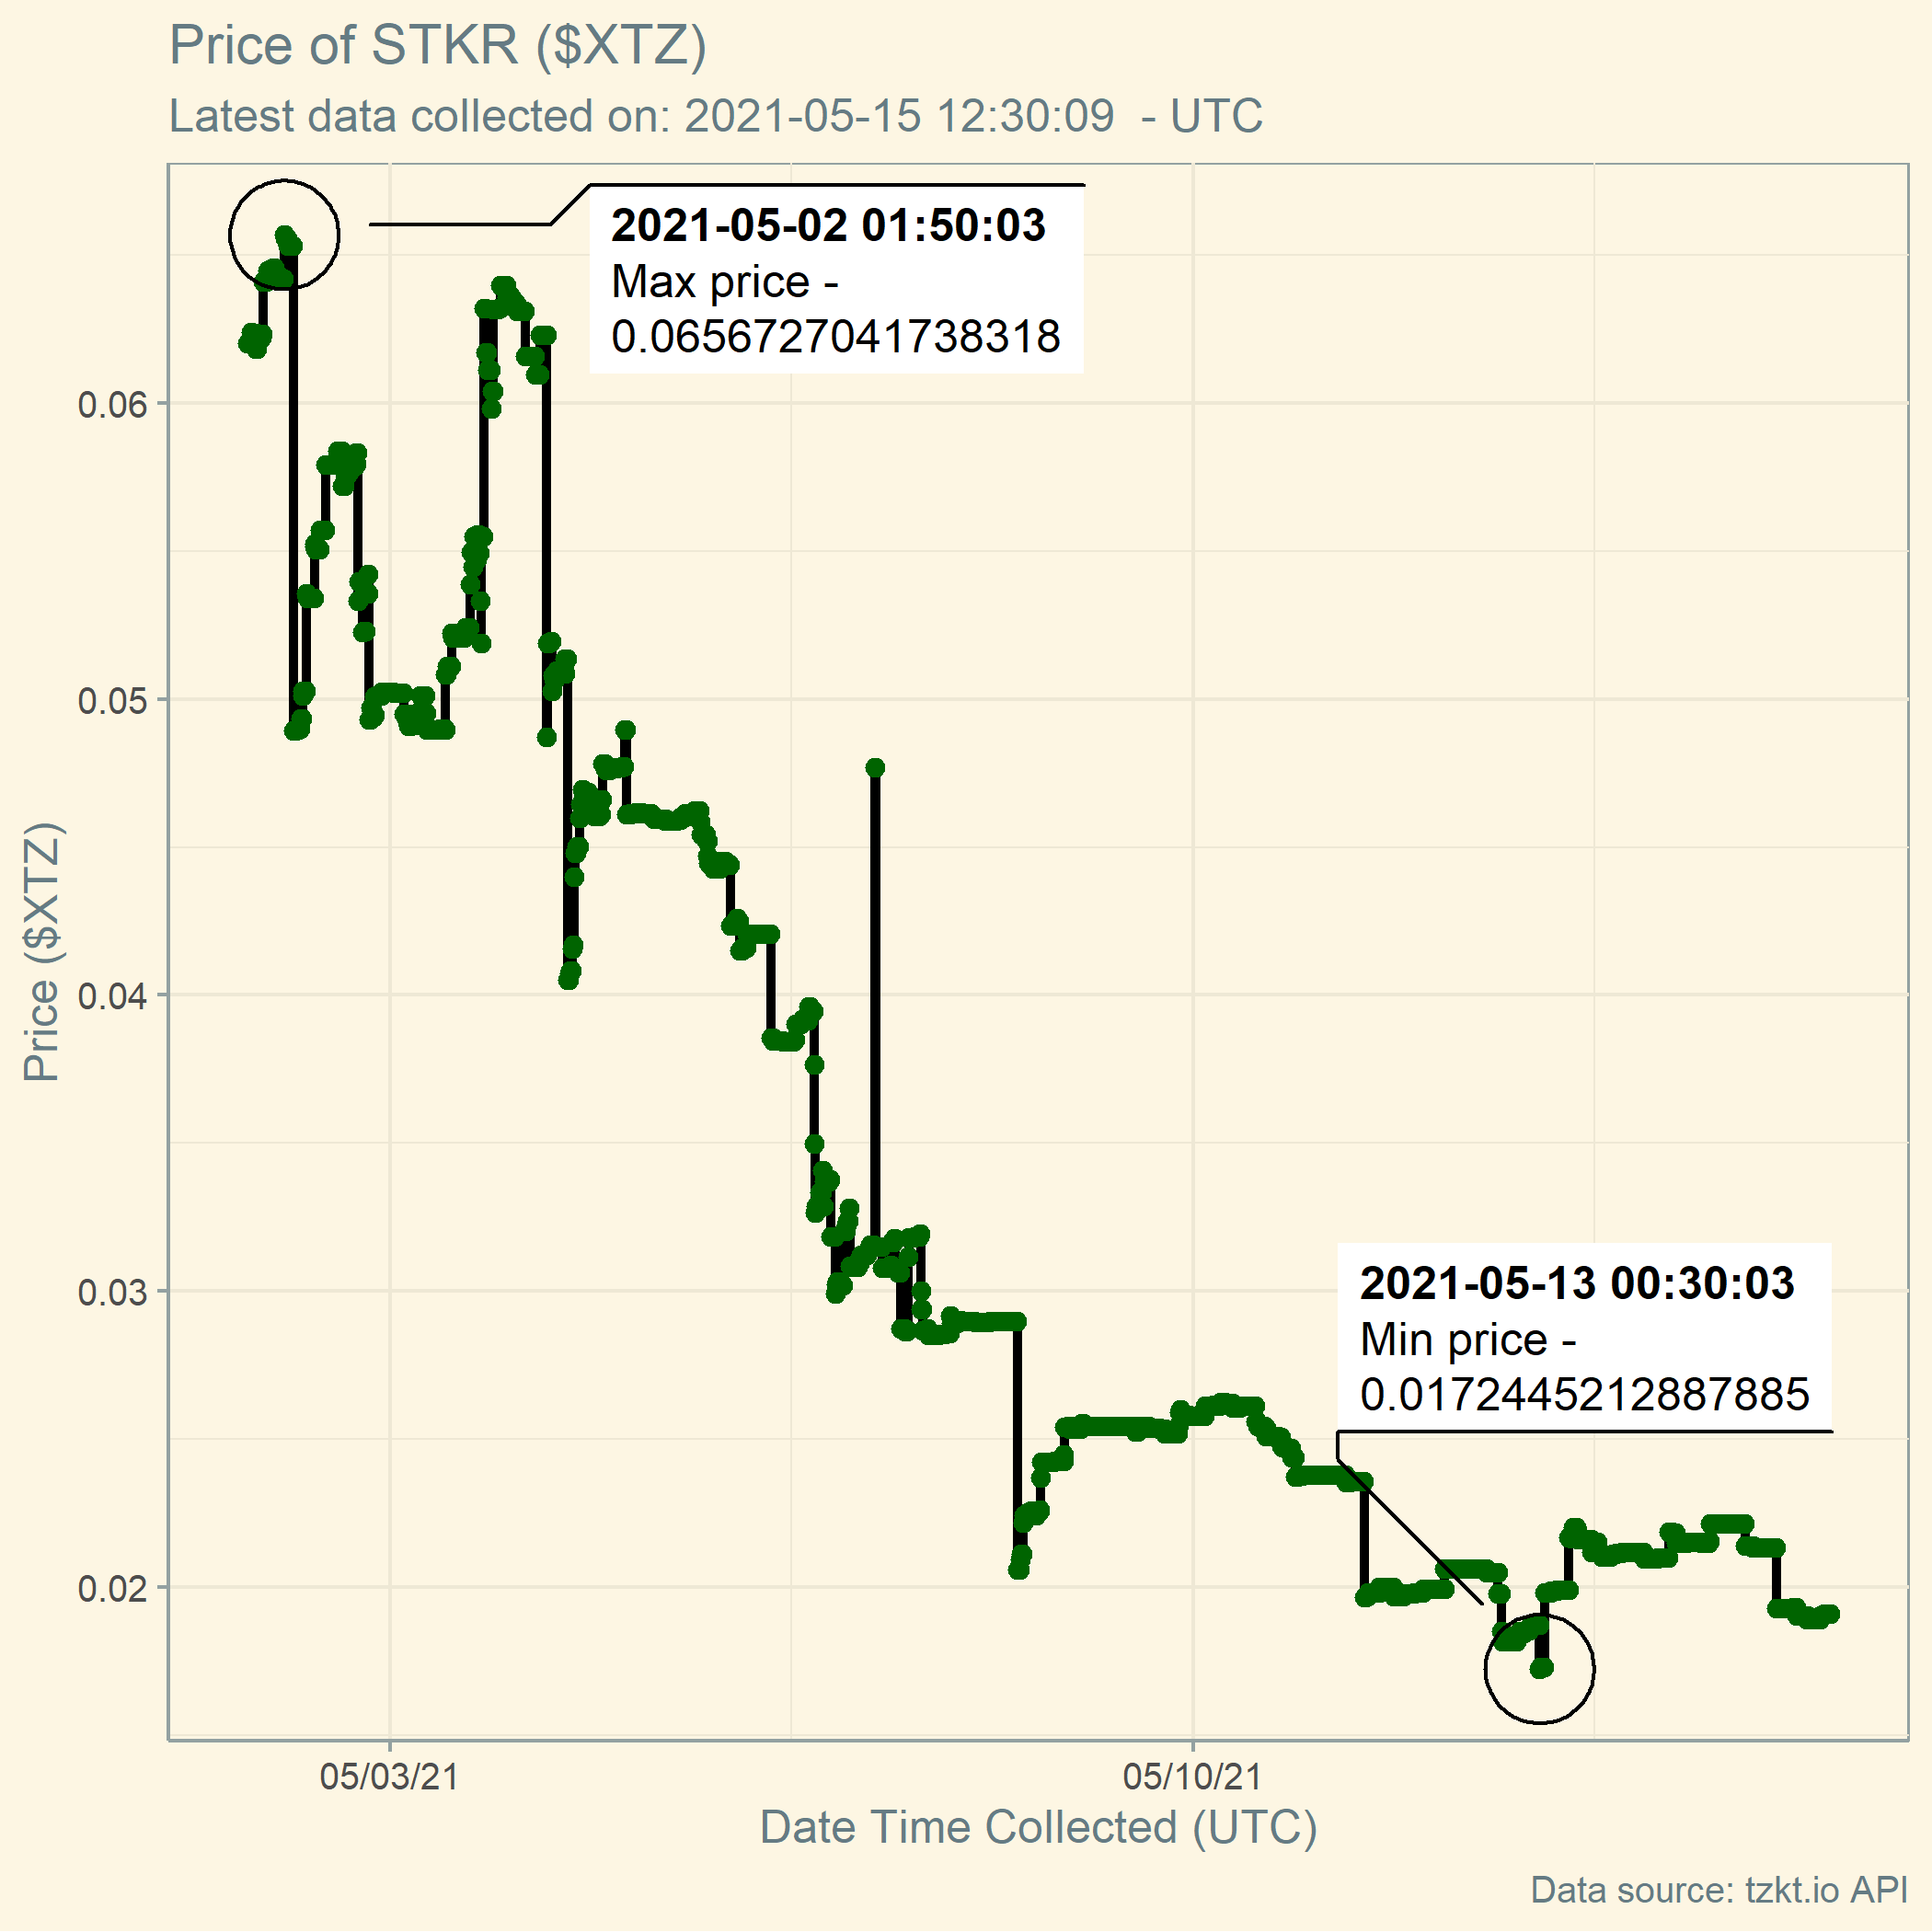 Price of STKR ($XTZ)
Latest data collected on: 2021-05-15 12:30:09  - UTC
2021-05-02 01:50:03
Max price -
0.0656727041738318
0.06
0.05
0.04
0.03
0.02
Price ($XTZ)
2021-05-13 00:30:03
Min price -
0.0172445212887885
05/03/21
05/10/21
Date Time Collected (UTC)
Data source: tzkt.io API